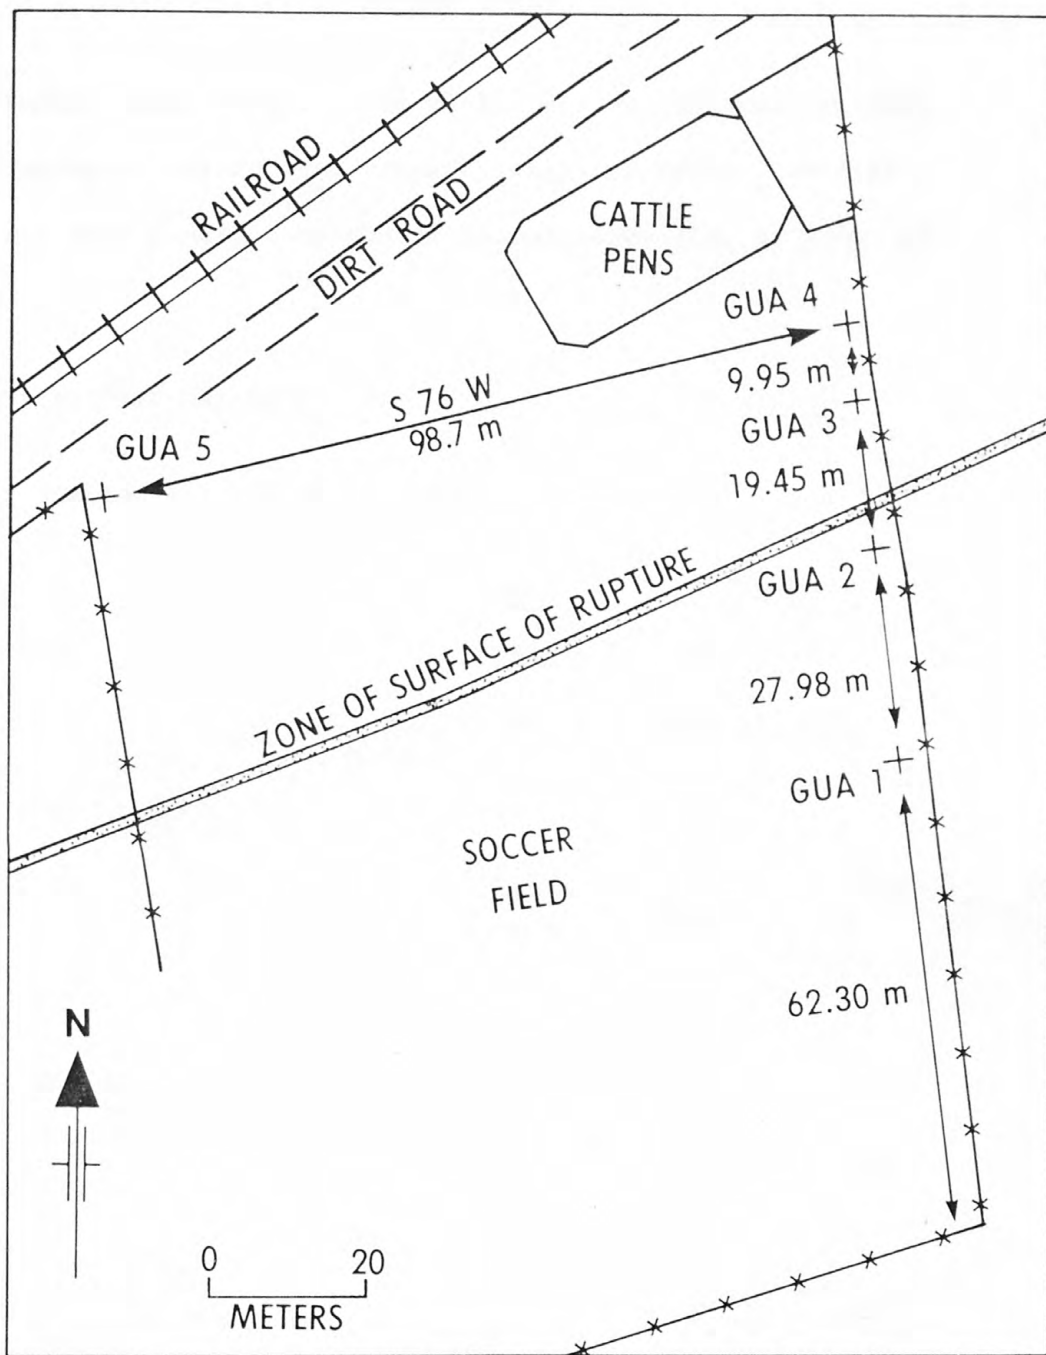 RAILROAD
DIRT ROAD
CATTLE
PENS
GUA 4
9.95 m
S 76 W
98.7 m
GUA 5
GUA 3
19.45 m
GUA 2
ZONE OF SURFACE OF RUPTURE
27.98 m
GUA 1
SOCCER
FIELD
62.30 m
N
0 20
METERS